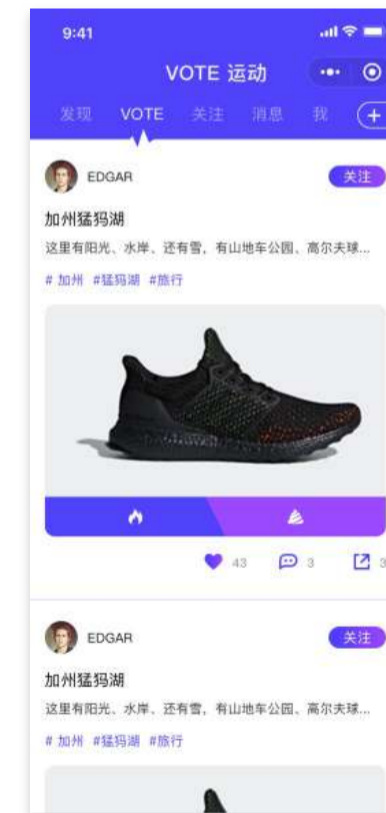 9:41
VOTE 运动
发现 VOTE 关注 消息 我
EDGAR 关注
加州猛犸湖
这里有阳光、水岸、还有雪，有山地车公园、高尔夫球...
# 加州 #猛犸湖 #旅行
43 3 3
EDGAR 关注
加州猛犸湖
这里有阳光、水岸、还有雪，有山地车公园、高尔夫球...
# 加州 #猛犸湖 #旅行